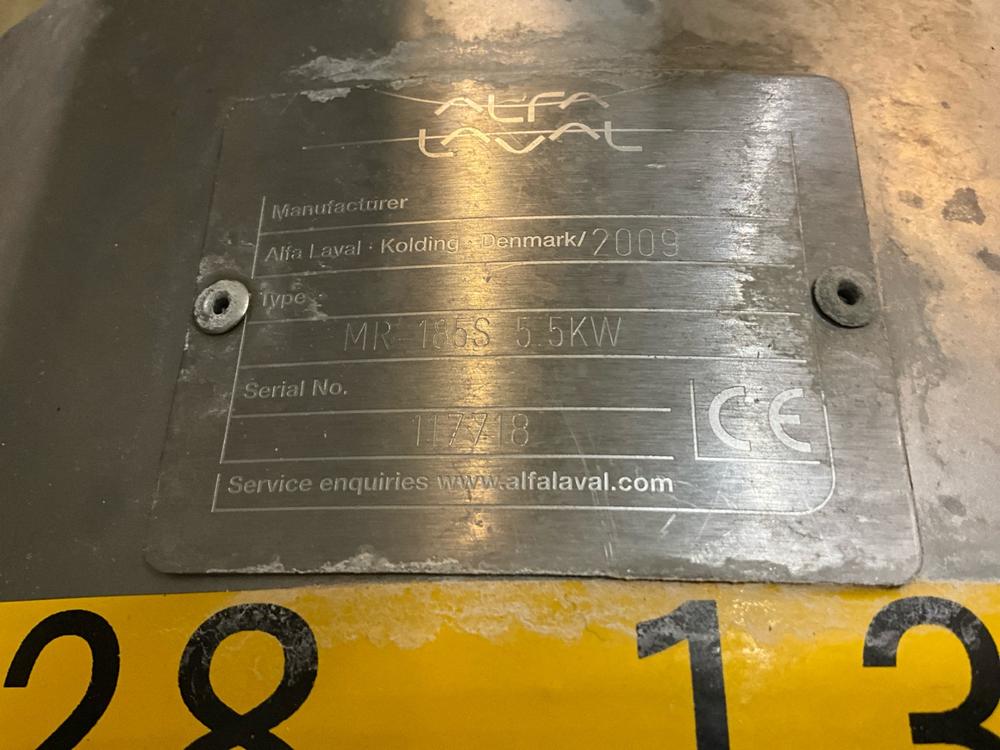 ALFA
LAVAL
Manufacturer
Alfa Laval · Kolding · Denmark/2009
Type
MR-185S 5.5KW
Serial No.
117718
CE
Service enquiries www.alfalaval.com
28 13